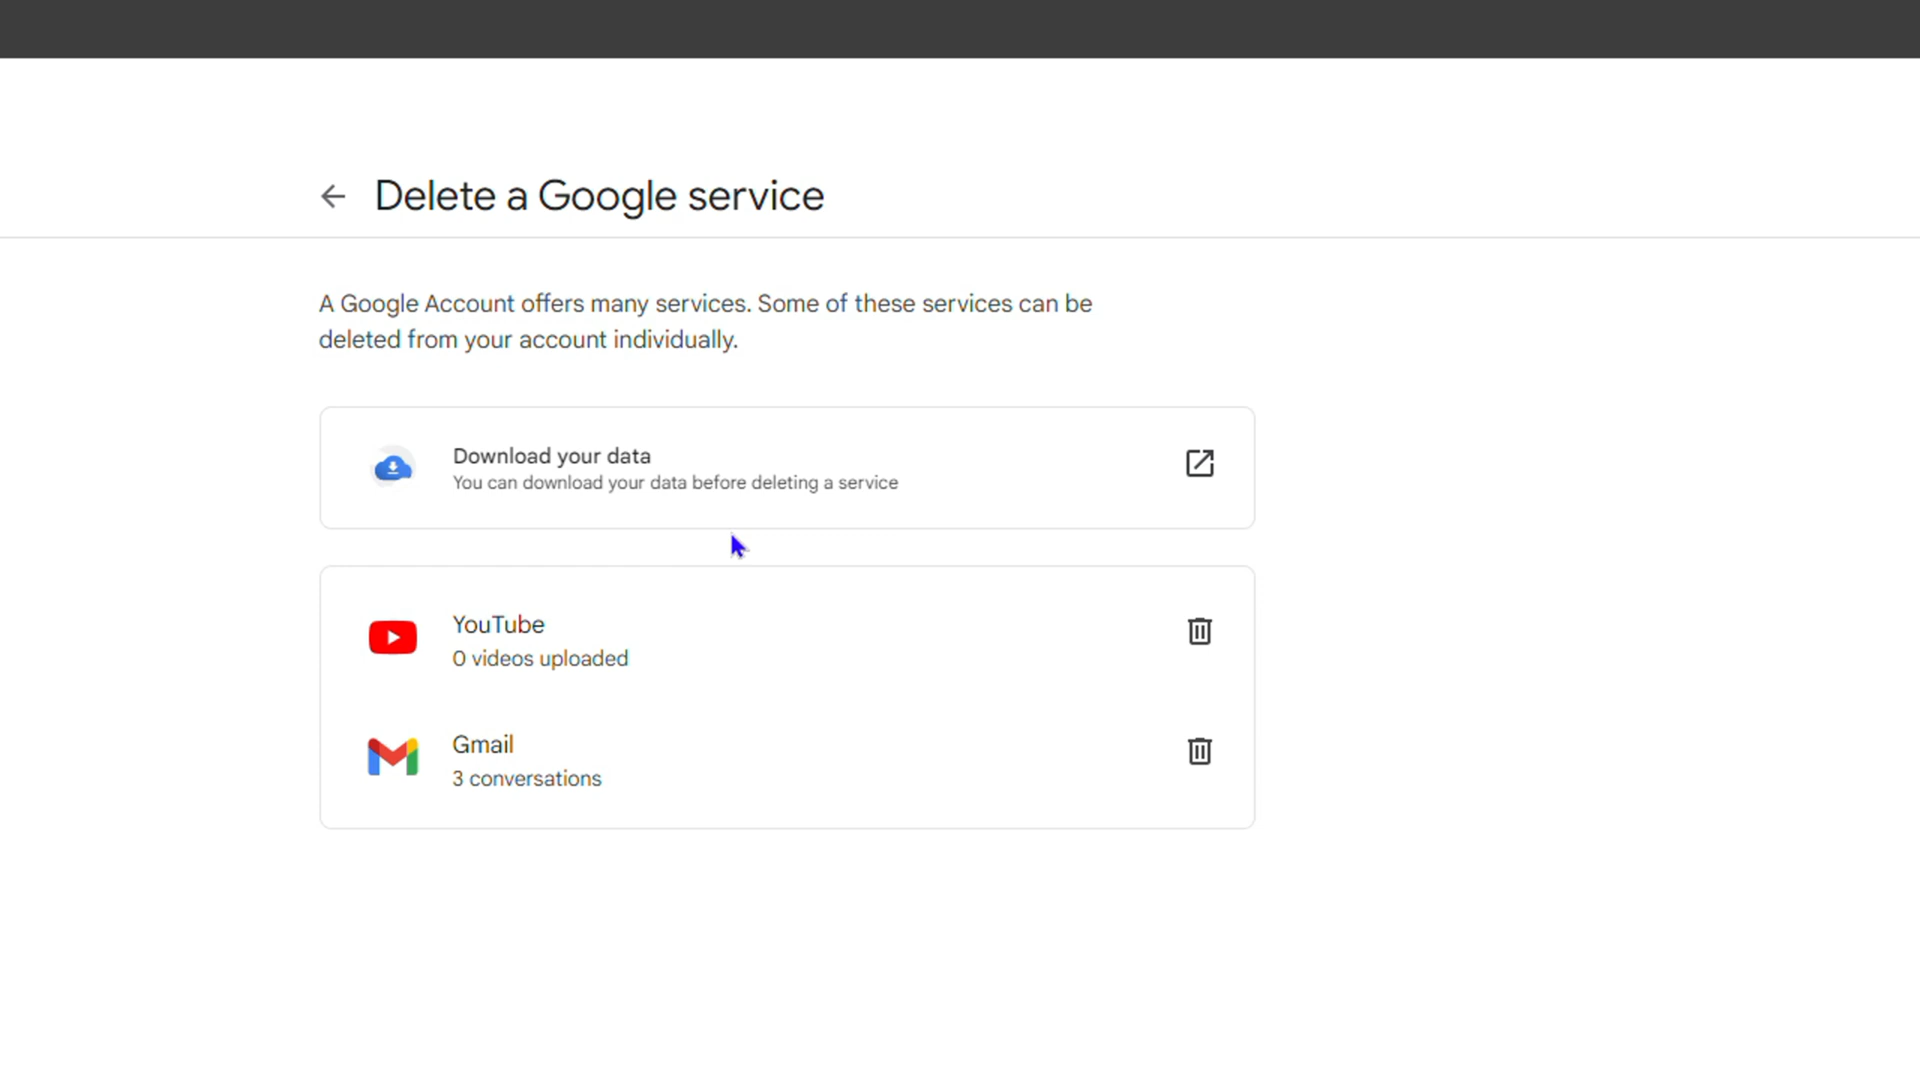 Delete a Google service
A Google Account offers many services. Some of these services can be
deleted from your account individually.
Download your data
You can download your data before deleting a service
YouTube
0 videos uploaded
Gmail
3 conversations